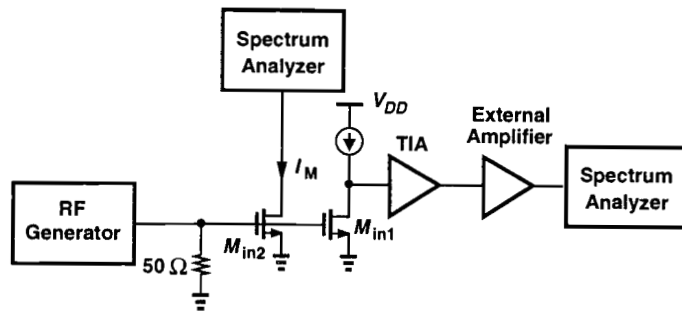 Spectrum
Analyzer
V_DD
External
Amplifier
TIA
I_M
RF
Generator
Spectrum
Analyzer
M_in2
M_in1
50 Ω